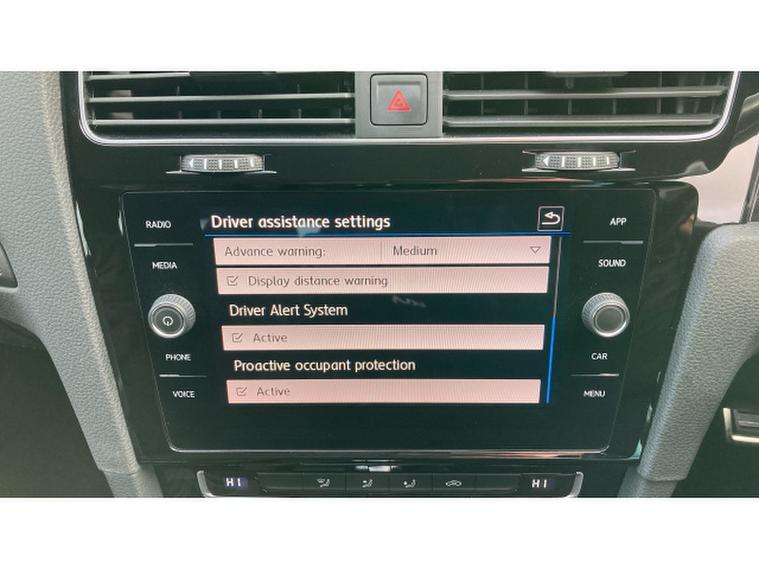 RADIO
Driver assistance settings
APP
MEDIA
Advance warning: Medium
SOUND
Display distance warning
Driver Alert System
PHONE
Active
CAR
Proactive occupant protection
VOICE
Active
MENU
HI
HI